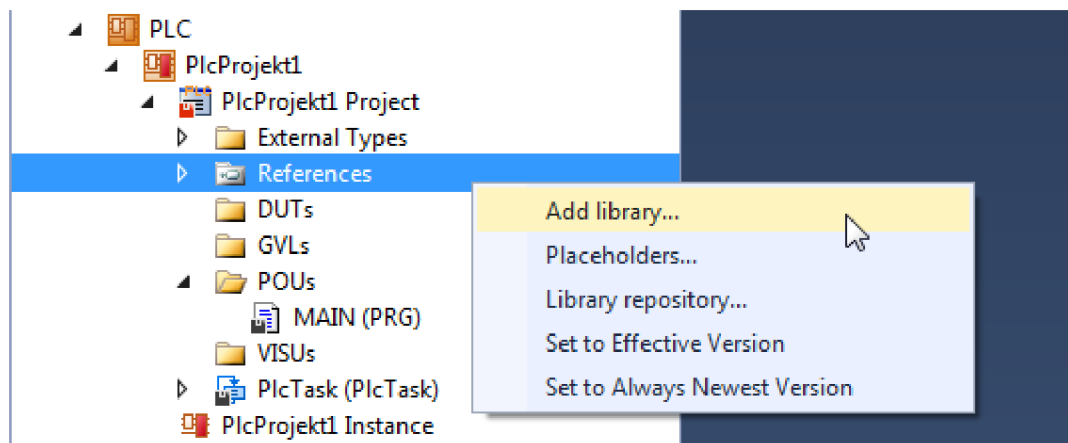 PLC
PlcProjekt1
PlcProjekt1 Project
External Types
References
DUTs
GVLs
POUs
MAIN (PRG)
VISUs
PlcTask (PlcTask)
PlcProjekt1 Instance
Add library...
Placeholders...
Library repository...
Set to Effective Version
Set to Always Newest Version